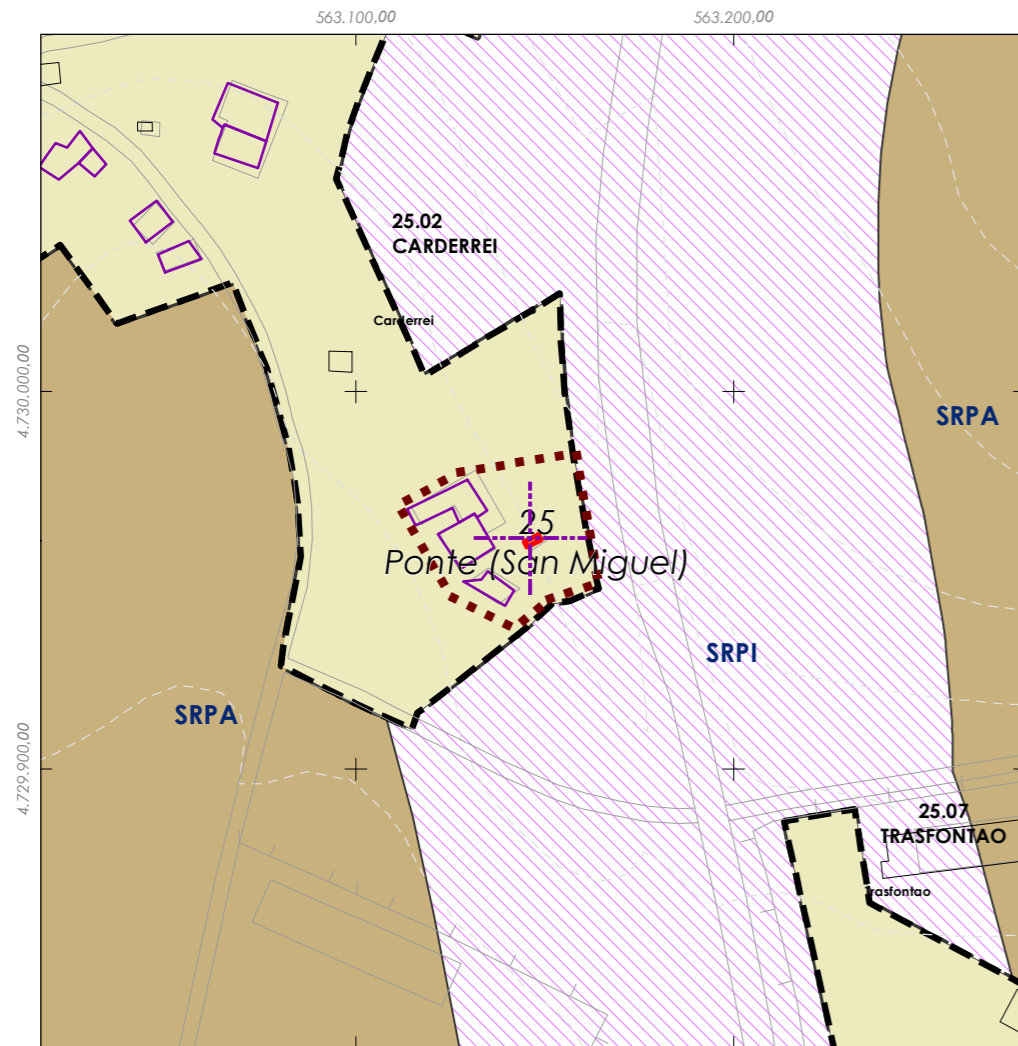 563.100,00
563.200,00
25.02
CARDERREI
Carderrei
4.730.000,00
SRPA
25
Ponte (San Miguel)
SRPI
SRPA
4.729.900,00
25.07
TRASFONTAO
Trasfontao